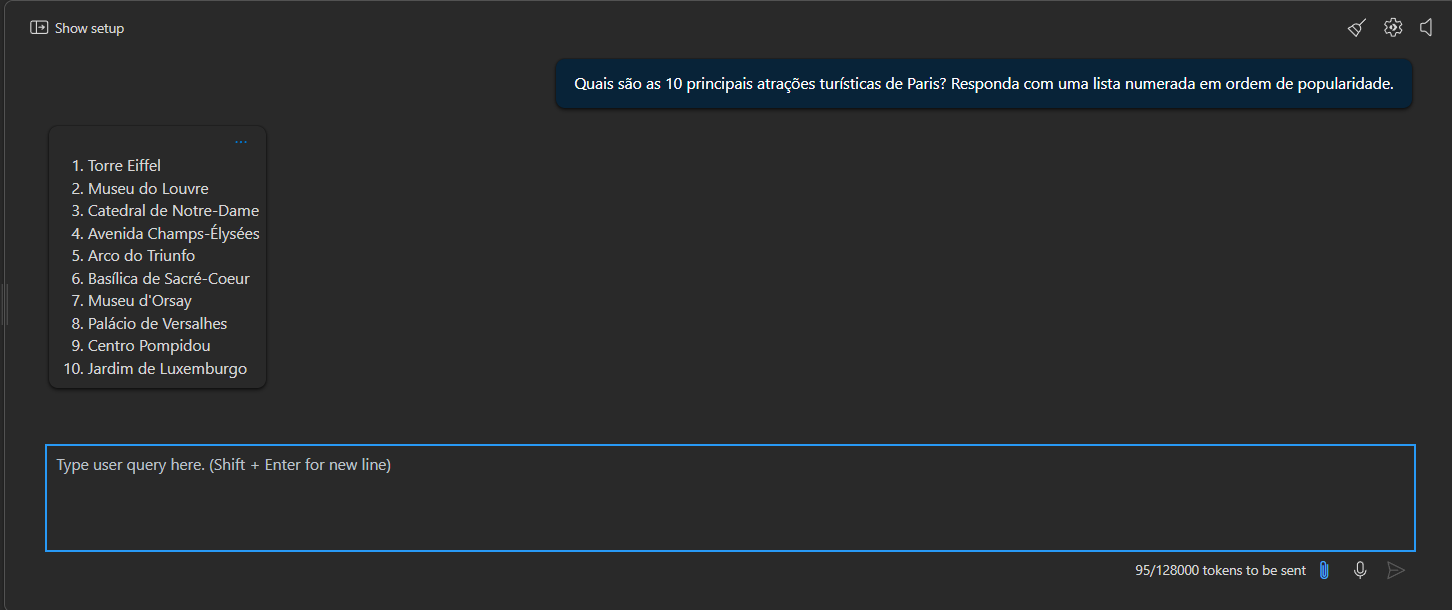 Show setup
Quais são as 10 principais atrações turísticas de Paris? Responda com uma lista numerada em ordem de popularidade.
...
1. Torre Eiffel
2. Museu do Louvre
3. Catedral de Notre-Dame
4. Avenida Champs-Élysées
5. Arco do Triunfo
6. Basílica de Sacré-Coeur
7. Museu d'Orsay
8. Palácio de Versalhes
9. Centro Pompidou
10. Jardim de Luxemburgo
Type user query here. (Shift + Enter for new line)
95/128000 tokens to be sent